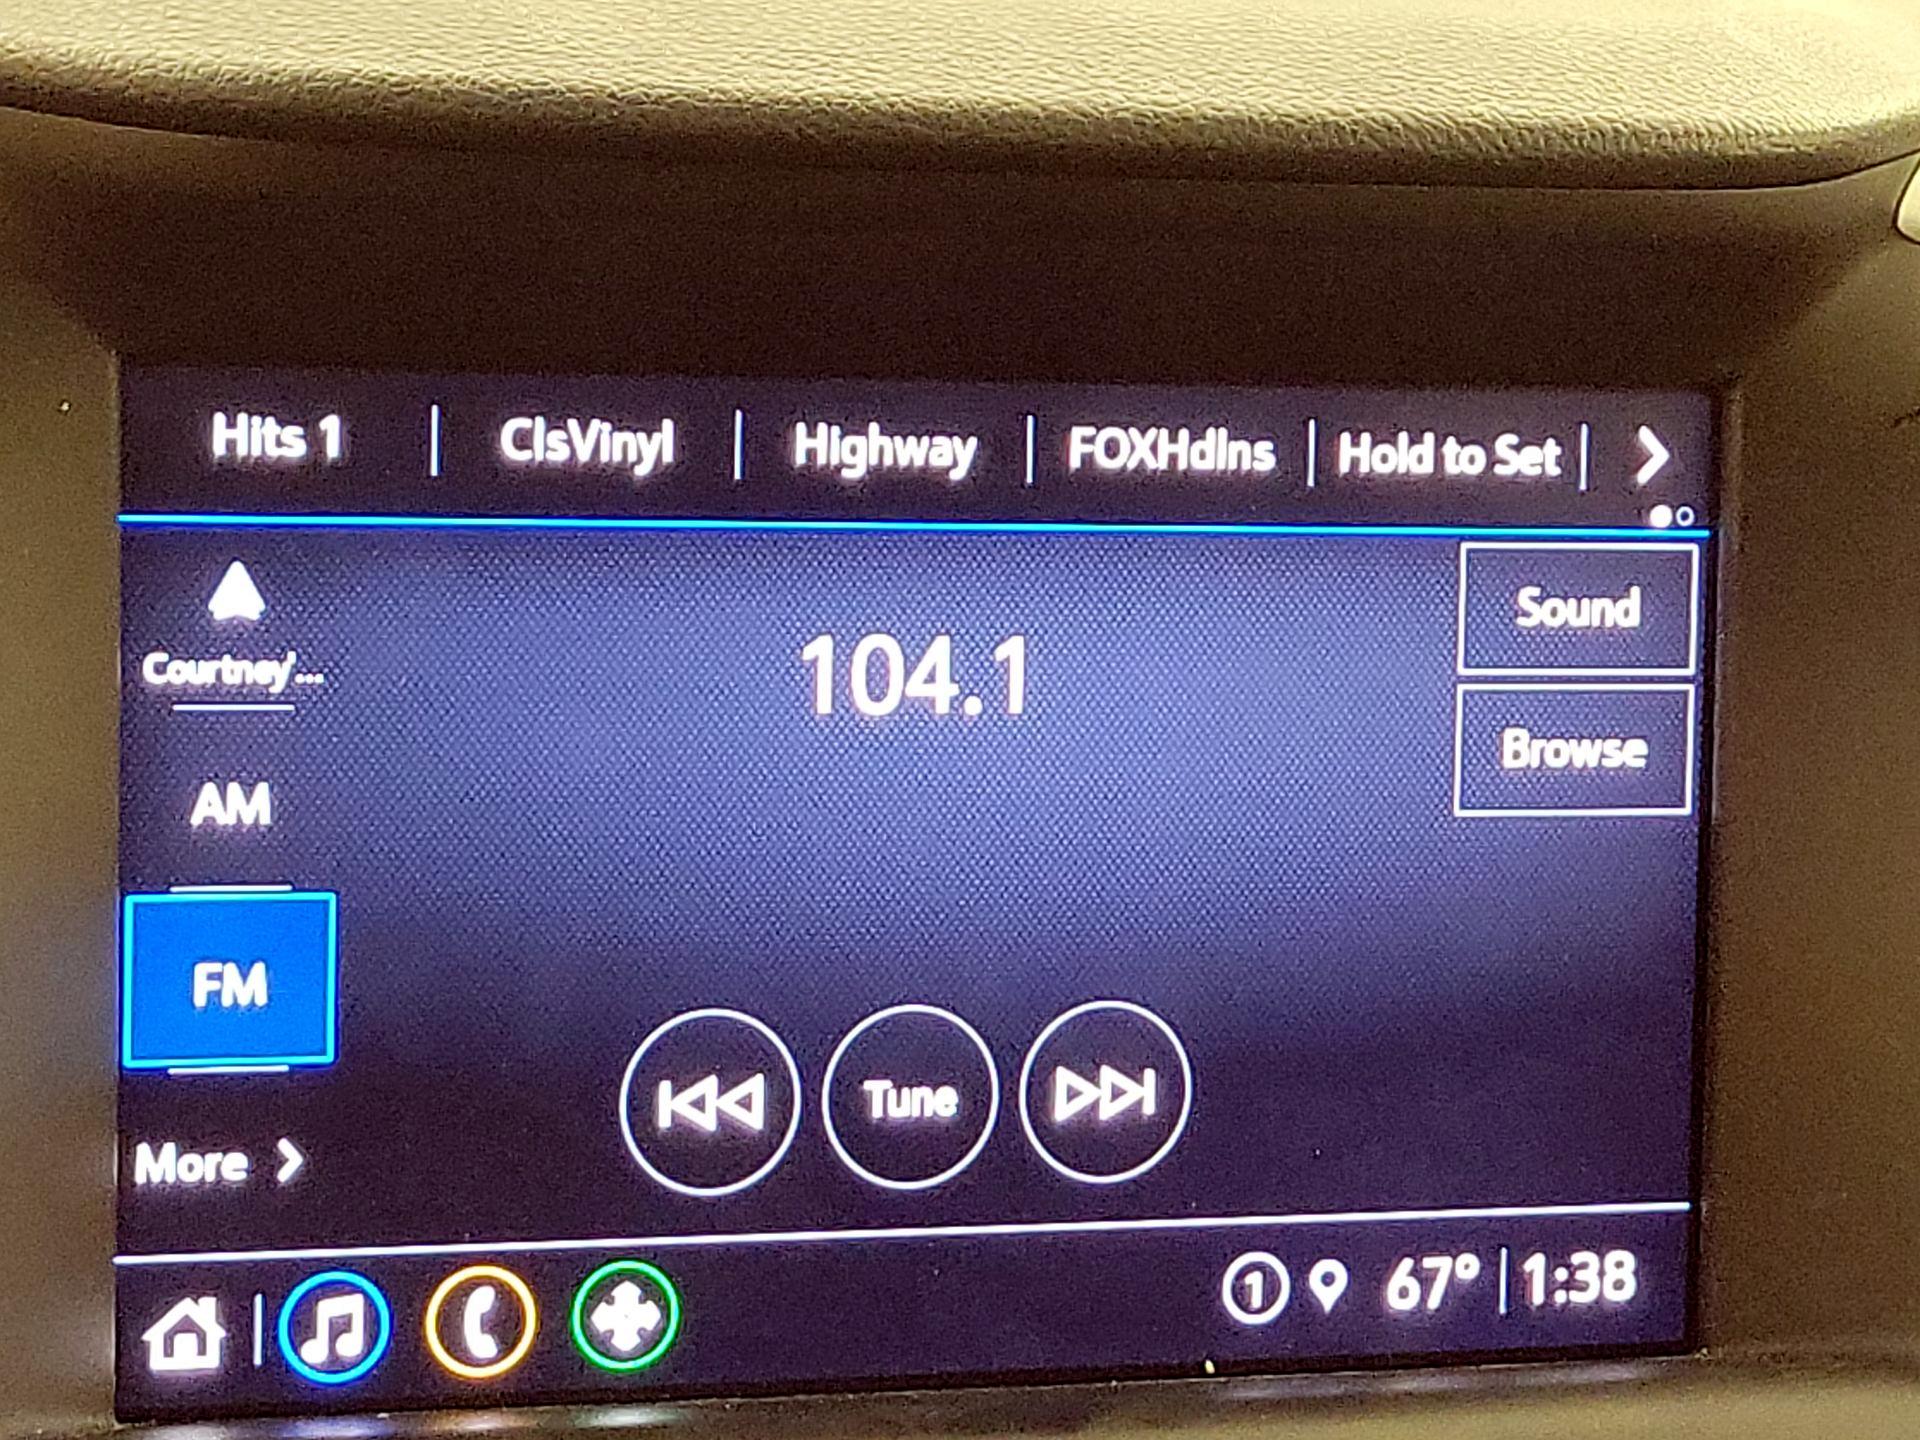 Hits 1 | ClsVinyl | Highway | FOXHdlns | Hold to Set |
Courtney'...
104.1
Sound
Browse
AM
FM
Tune
More
1 67° | 1:38